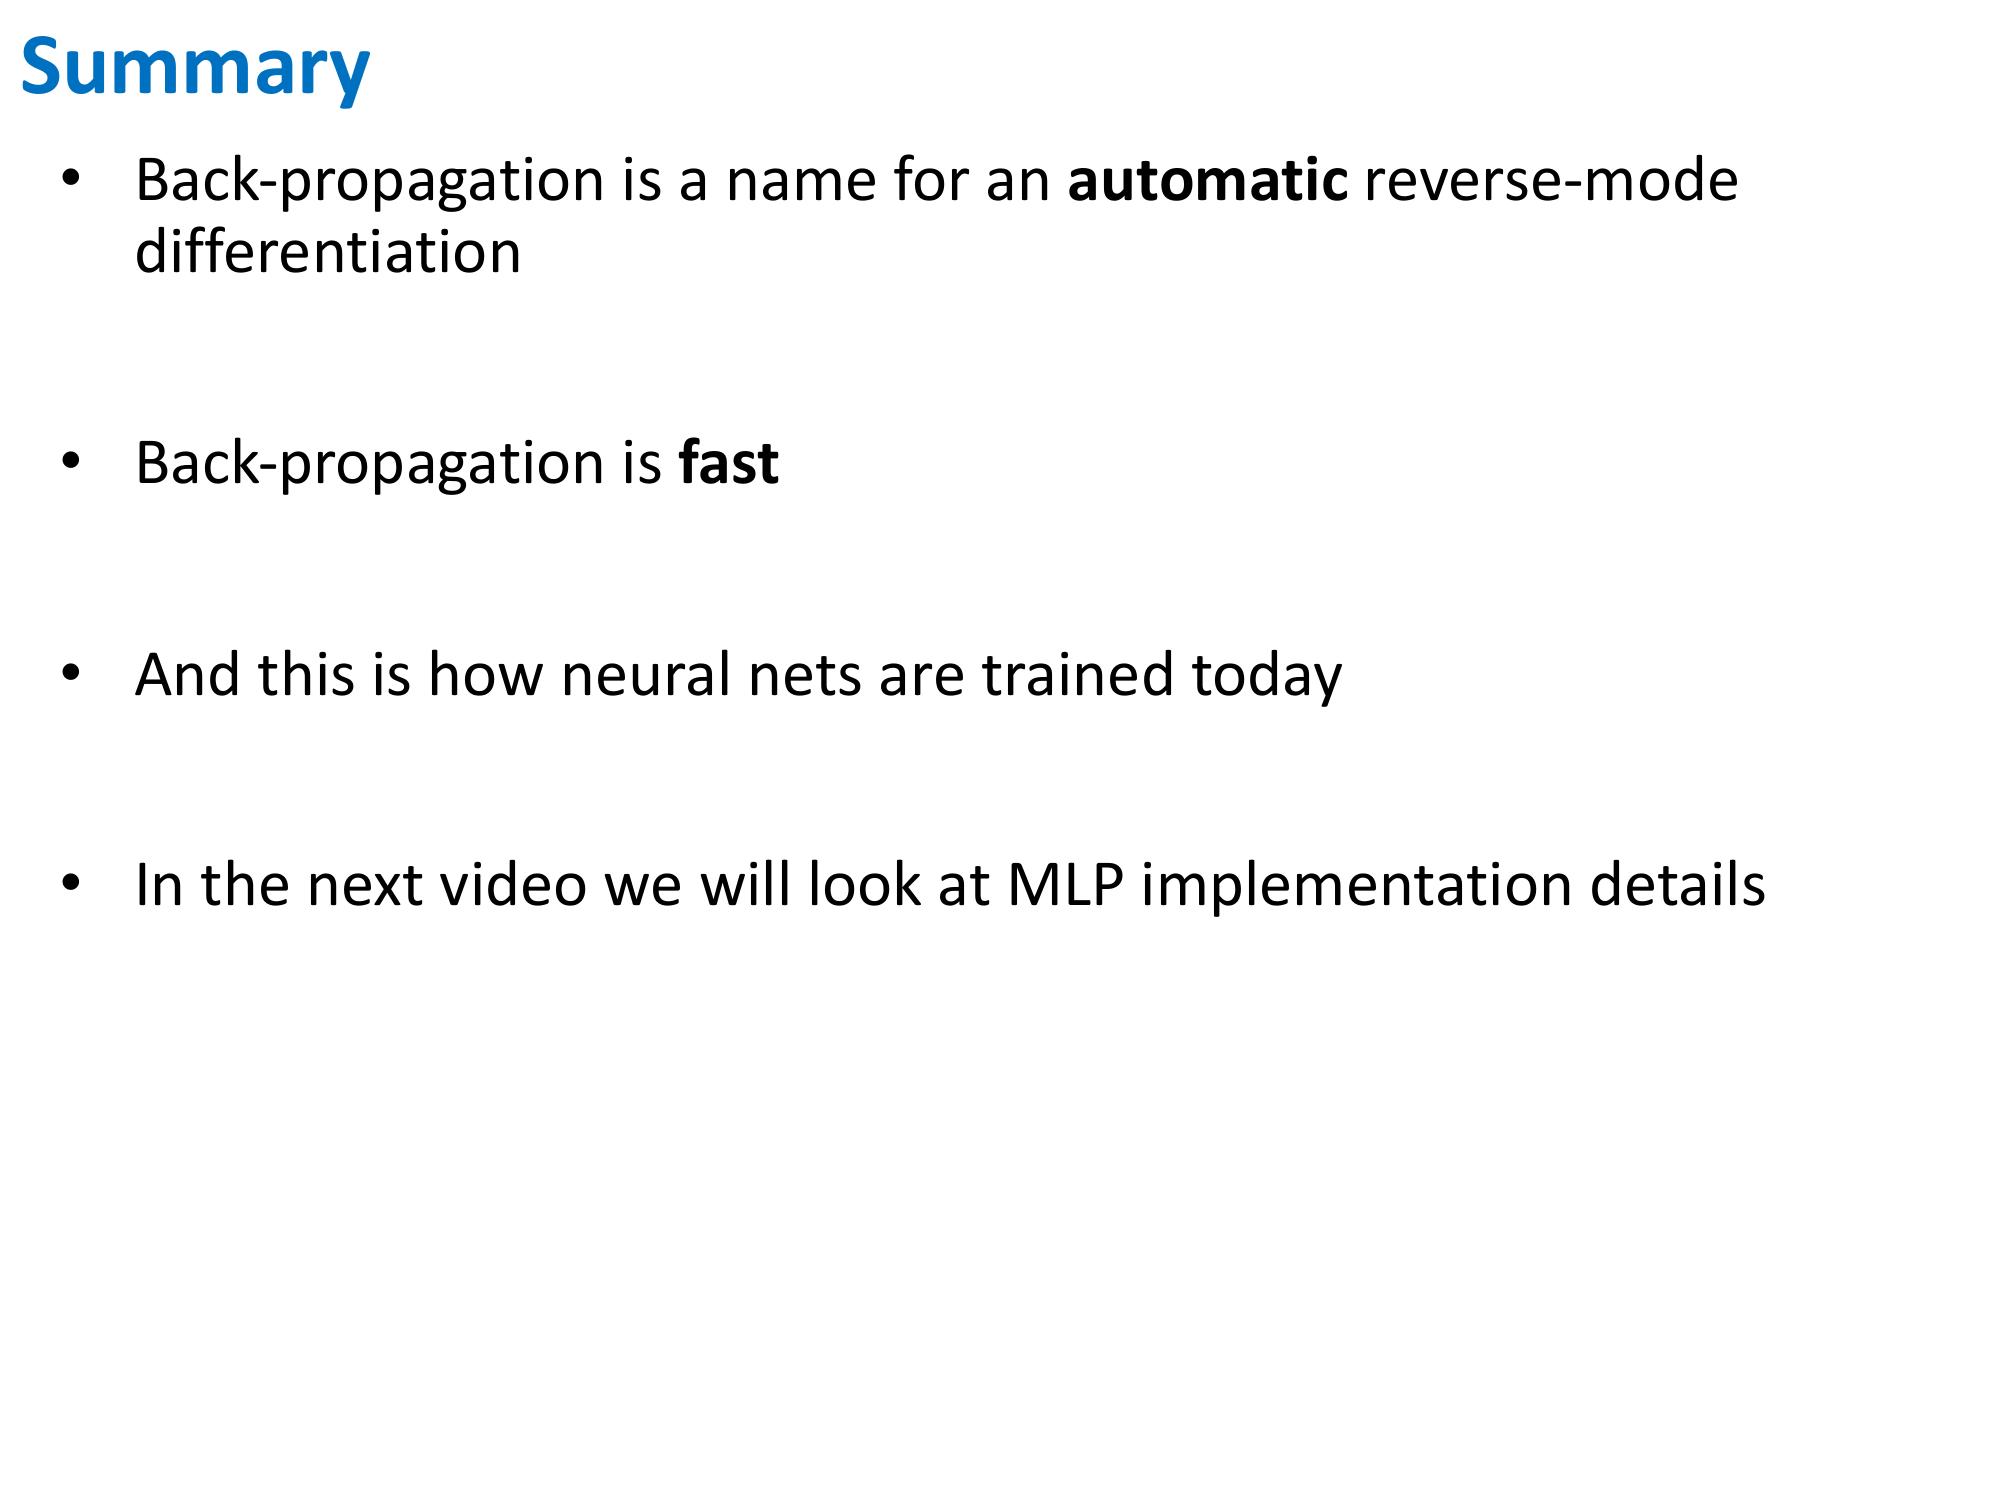 Summary
• Back-propagation is a name for an automatic reverse-mode
differentiation
• Back-propagation is fast
• And this is how neural nets are trained today
• In the next video we will look at MLP implementation details